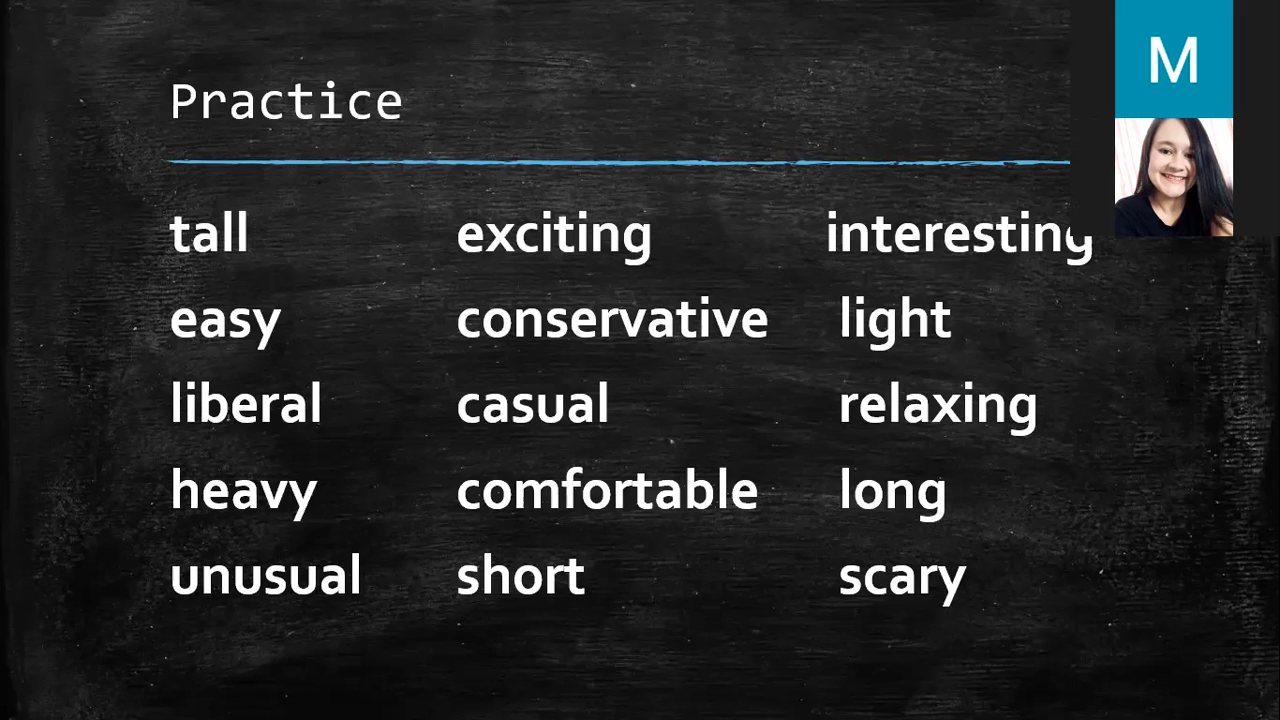 M
Practice
tall exciting interesting
easy conservative light
liberal casual relaxing
heavy comfortable long
unusual short scary